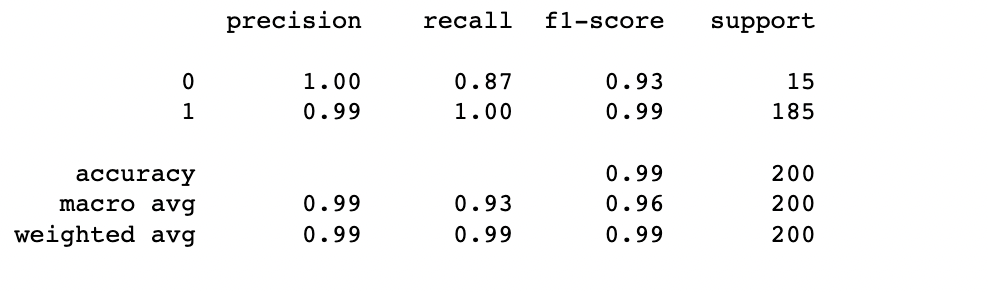 precision recall f1-score support
0 1.00 0.87 0.93 15
1 0.99 1.00 0.99 185
accuracy 0.99 200
macro avg 0.99 0.93 0.96 200
weighted avg 0.99 0.99 0.99 200